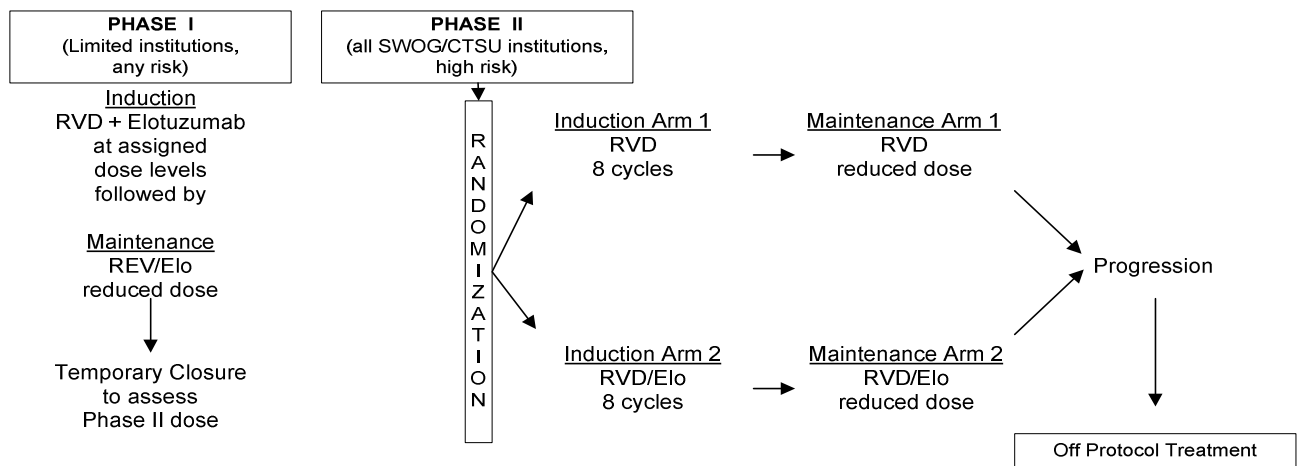 PHASE I
(Limited institutions,
any risk)
Induction
RVD + Elotuzumab
at assigned
dose levels
followed by
Maintenance
REV/Elo
reduced dose
Temporary Closure
to assess
Phase II dose
PHASE II
(all SWOG/CTSU institutions,
high risk)
RANDOMIZATION
Induction Arm 1
RVD
8 cycles
Maintenance Arm 1
RVD
reduced dose
Induction Arm 2
RVD/Elo
8 cycles
Maintenance Arm 2
RVD/Elo
reduced dose
Progression
Off Protocol Treatment